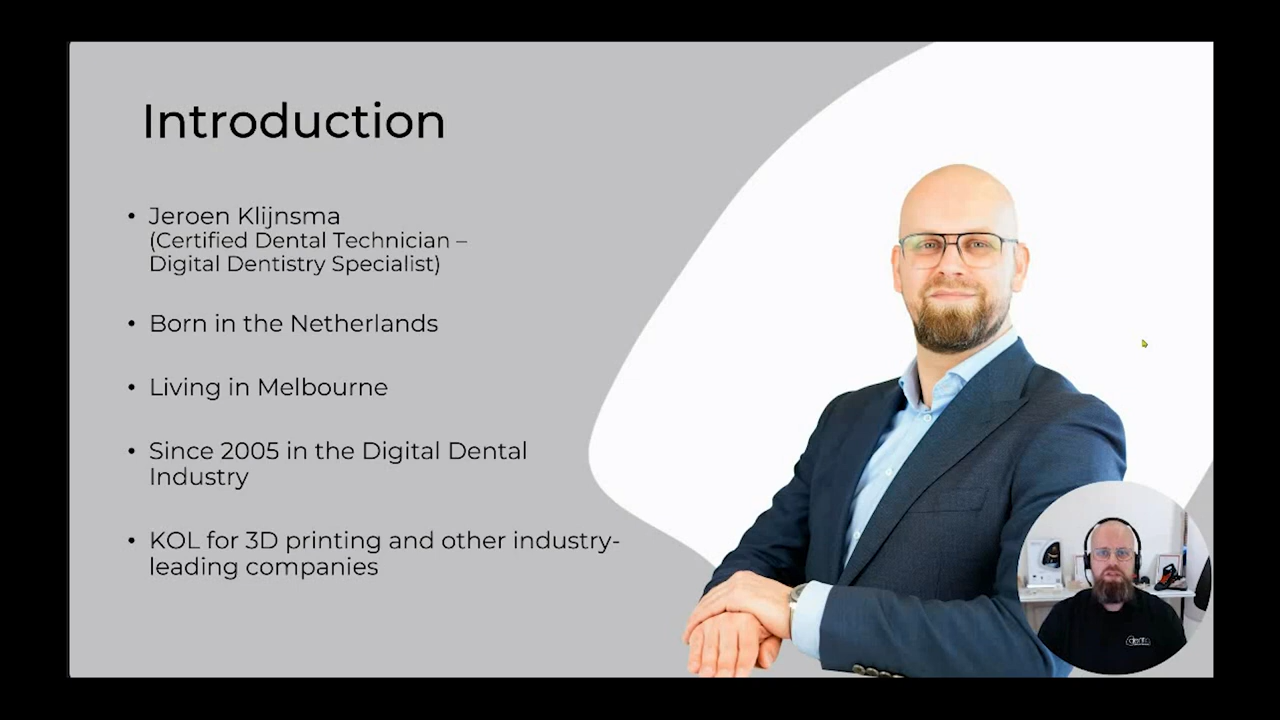 Introduction
• Jeroen Klijnsma
(Certified Dental Technician –
Digital Dentistry Specialist)
• Born in the Netherlands
• Living in Melbourne
• Since 2005 in the Digital Dental
Industry
• KOL for 3D printing and other industry-
leading companies